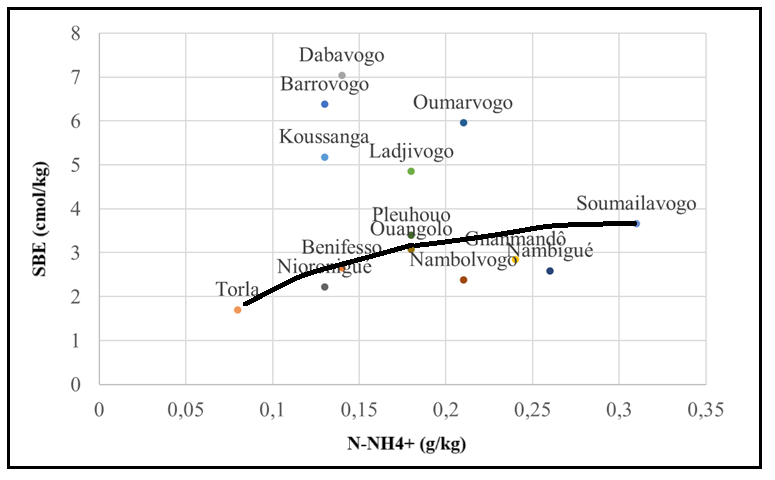 8
Dabavogo
7
Barrovogo
Oumarvogo
6
Koussanga
Ladjivogo
5
SBE (cmol/kg)
Soumailavogo
4
Pleuhouo
Ouangolo
Gnanmandô
Benifesso
Nambigué
3
Nambolvogo
Nioronigué
Torla
2
1
0
0 0,05 0,1 0,15 0,2 0,25 0,3 0,35
N-NH4+ (g/kg)